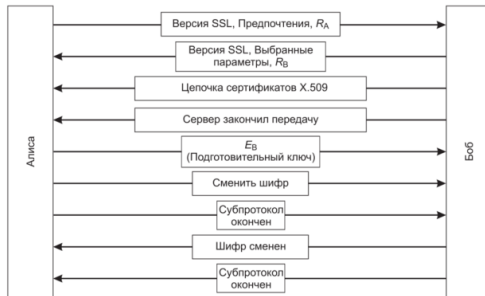 Алиса
Версия SSL, Предпочтения, RA
Версия SSL, Выбранные
параметры, RB
Цепочка сертификатов X.509
Сервер закончил передачу
EB
(Подготовительный ключ)
Сменить шифр
Субпротокол
окончен
Шифр сменен
Субпротокол
окончен
Боб